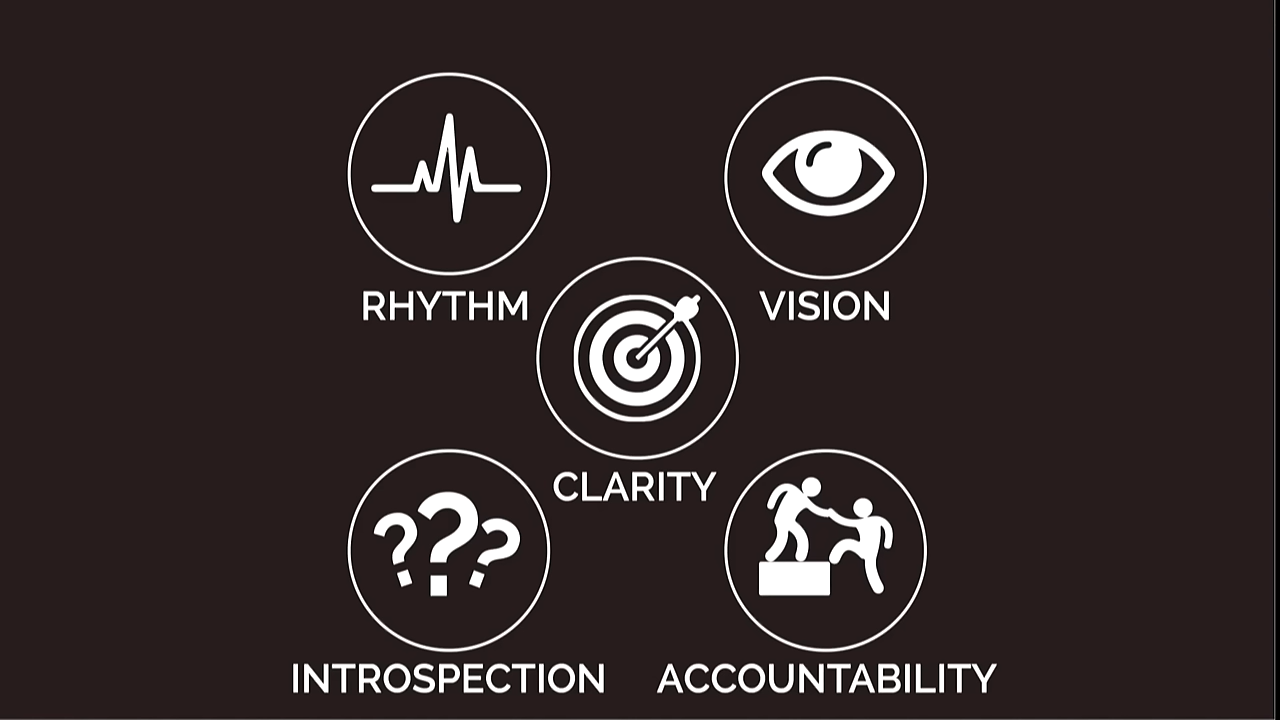 RHYTHM
VISION
CLARITY
???
INTROSPECTION
ACCOUNTABILITY